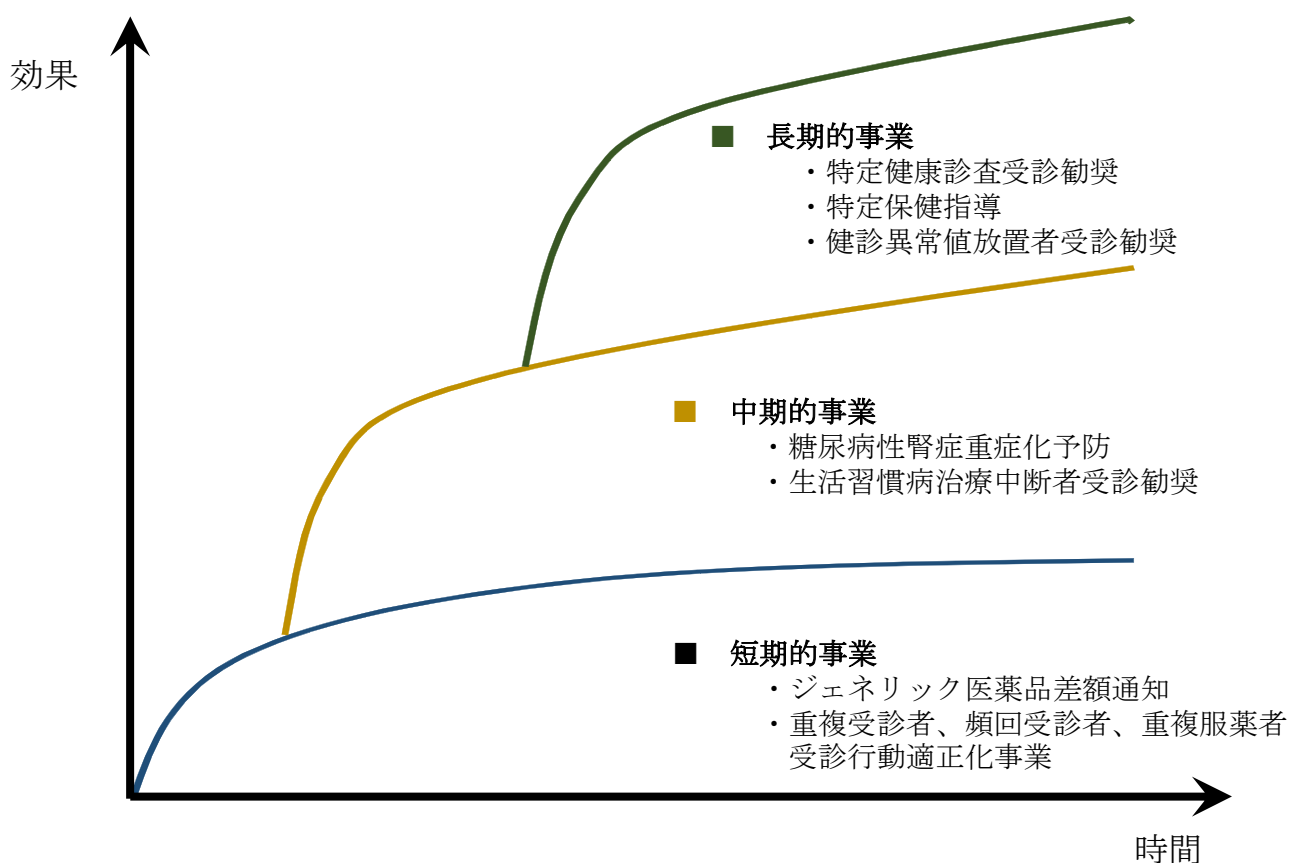 効果
■ 長期的事業
・特定健康診査受診勧奨
・特定保健指導
・健診異常値放置者受診勧奨
■ 中期的事業
・糖尿病性腎症重症化予防
・生活習慣病治療中断者受診勧奨
■ 短期的事業
・ジェネリック医薬品差額通知
・重複受診者、頻回受診者、重複服薬者
受診行動適正化事業
時間